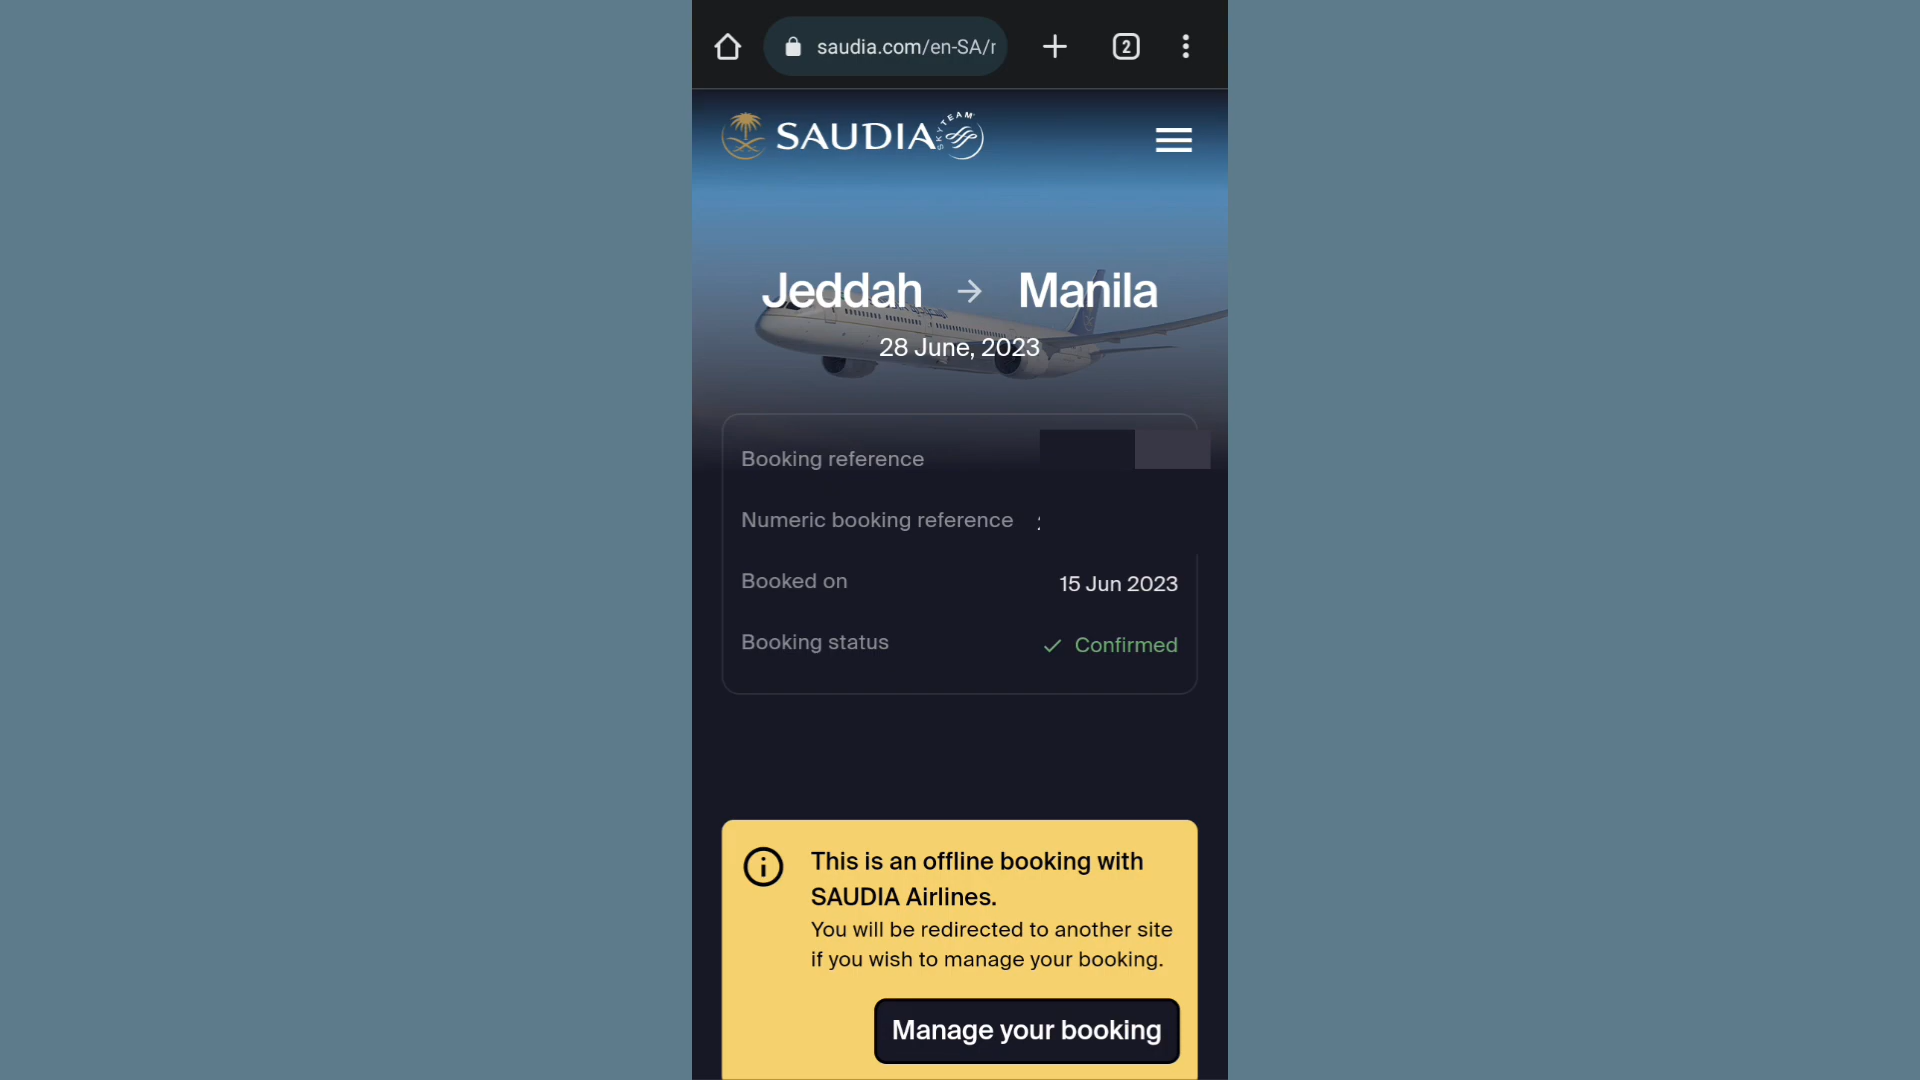 saudia.com/en-SA/r
2
SAUDIA
SKYTEAM
Jeddah → Manila
28 June, 2023
Booking reference
Numeric booking reference
Booked on 15 Jun 2023
Booking status ✓ Confirmed
This is an offline booking with
SAUDIA Airlines.
You will be redirected to another site
if you wish to manage your booking.
Manage your booking